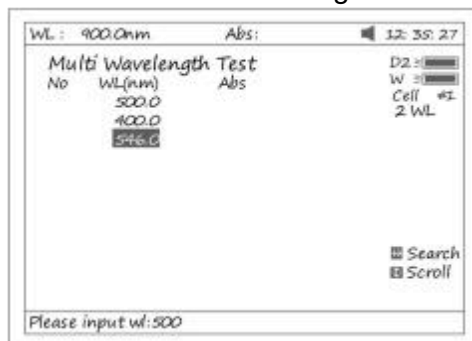 WL: 900.0nm Abs: 12:35:27
Multi Wavelength Test
No WL(nm) Abs
500.0
400.0
546.0
D2:
W :
Cell #1
2 WL
Search
Scroll
Please input wl:500